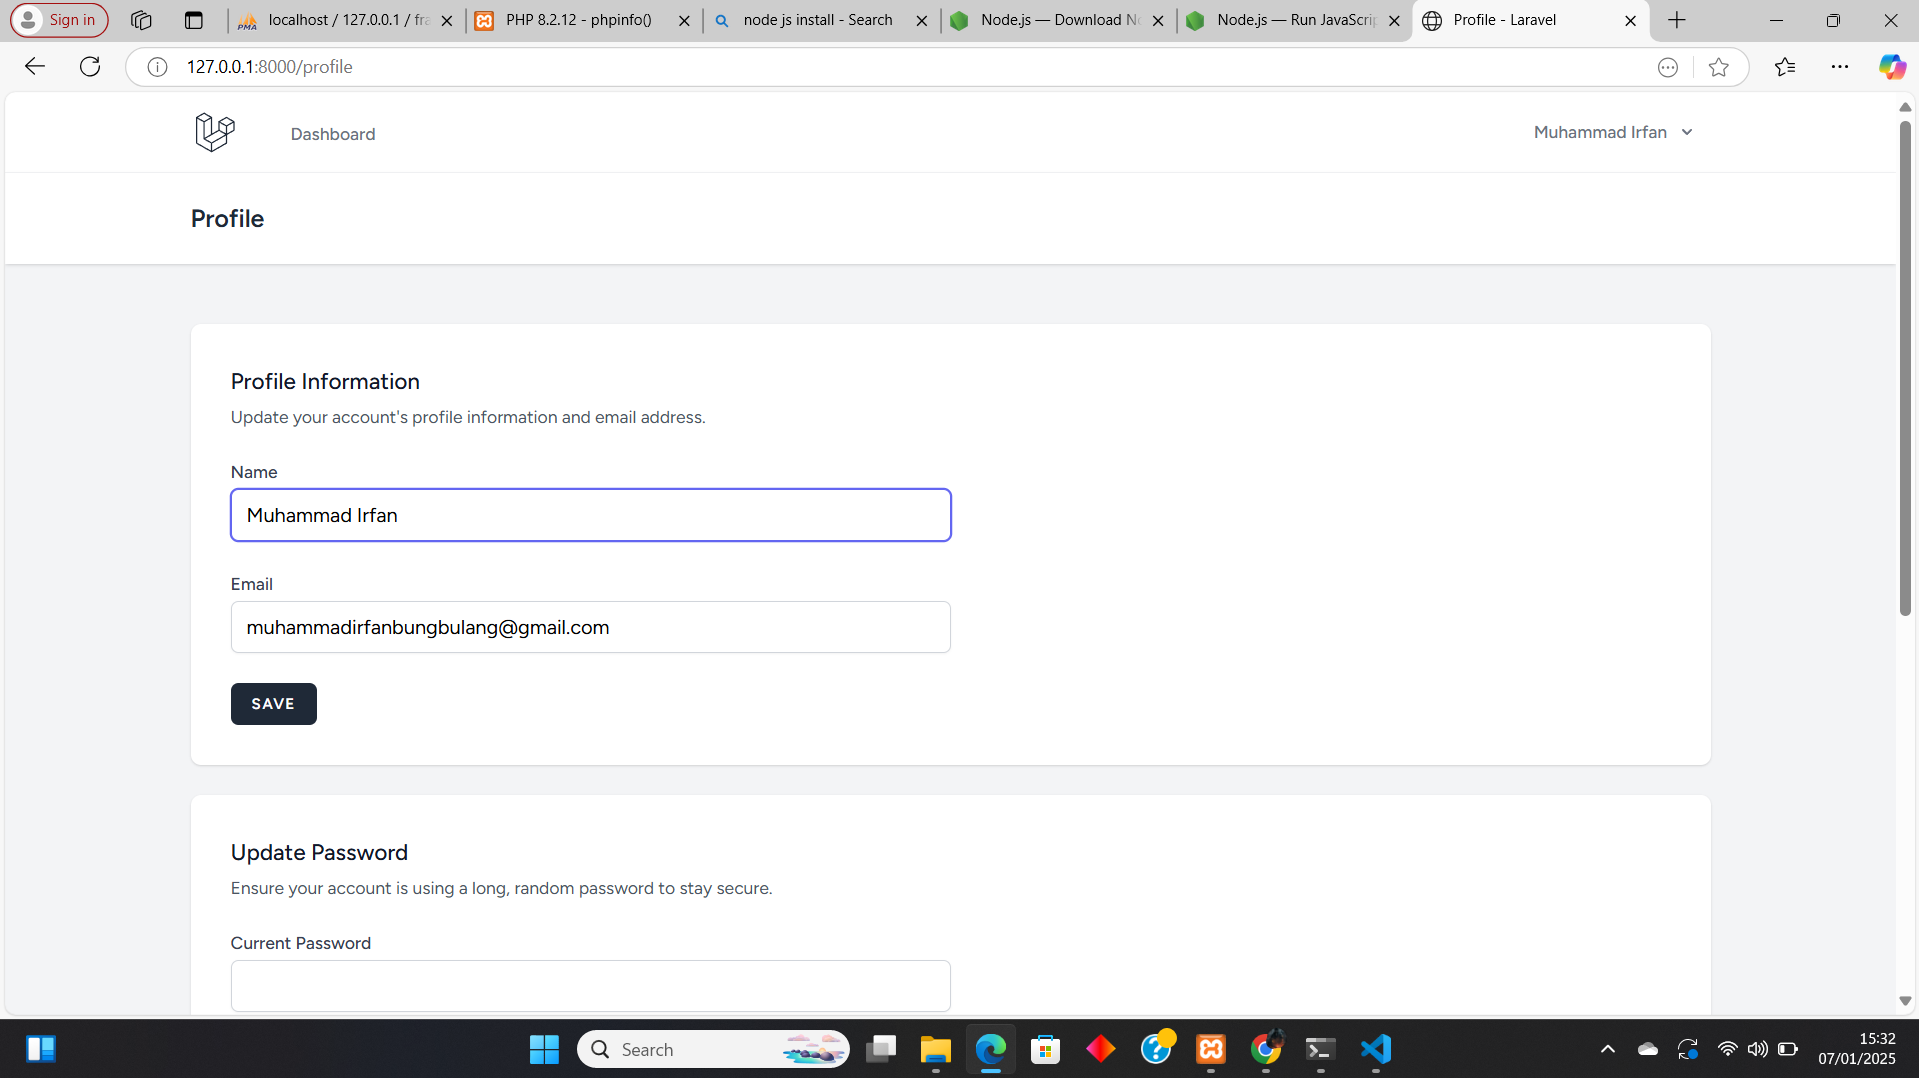 Sign in
localhost / 127.0.0.1 / fra
PHP 8.2.12 - phpinfo()
node js install - Search
Node.js — Download No
Node.js — Run JavaScrip
Profile - Laravel
127.0.0.1:8000/profile
Dashboard
Muhammad Irfan
Profile
Profile Information
Update your account's profile information and email address.
Name
Muhammad Irfan
Email
muhammadirfanbungbulang@gmail.com
SAVE
Update Password
Ensure your account is using a long, random password to stay secure.
Current Password
Search
15:32
07/01/2025